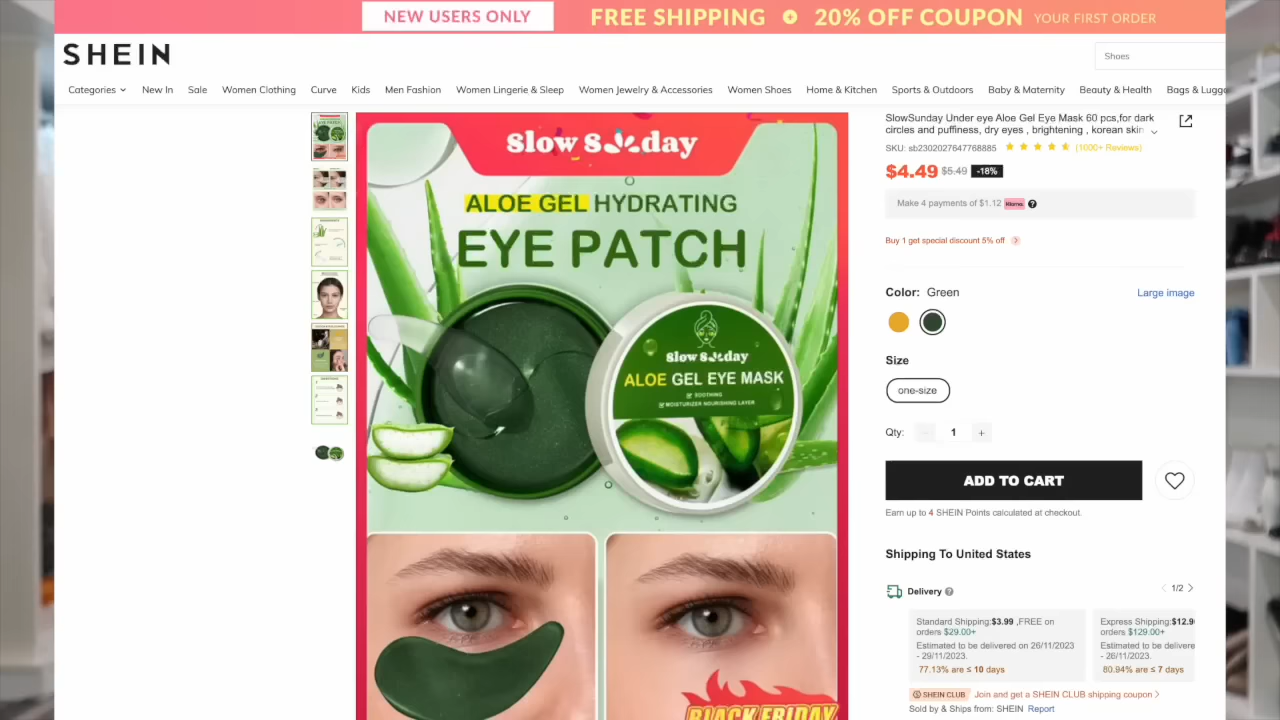 NEW USERS ONLY FREE SHIPPING 20% OFF COUPON YOUR FIRST ORDER
SHEIN
Shoes
Categories New In Sale Women Clothing Curve Kids Men Fashion Women Lingerie & Sleep Women Jewelry & Accessories Women Shoes Home & Kitchen Sports & Outdoors Baby & Maternity Beauty & Health Bags & Lugga
Slow Sunday
ALOE GEL HYDRATING
EYE PATCH
Slow Sunday
ALOE GEL EYE MASK
SOOTHING
MOISTURIZER NOURISHING LAYER
BLACK FRIDAY
SlowSunday Under eye Aloe Gel Eye Mask 60 pcs,for dark
circles and puffiness, dry eyes , brightening , korean skin
SKU: sb2302027647768885 (1000+ Reviews)
$4.49 $5.49 -18%
Make 4 payments of $1.12 Klarna. ?
Buy 1 get special discount 5% off
Color: Green Large image
Size
one-size
Qty: - 1 +
ADD TO CART
Earn up to 4 SHEIN Points calculated at checkout.
Shipping To United States
Delivery ? 1/2
Standard Shipping:$3.99 ,FREE on
orders $29.00+
Estimated to be delivered on 26/11/2023
- 29/11/2023.
77.13% are ≤ 10 days
Express Shipping:$12.9
orders $129.00+
Estimated to be delivere
- 26/11/2023.
80.94% are ≤ 7 days
SHEIN CLUB Join and get a SHEIN CLUB shipping coupon
Sold by & Ships from: SHEIN Report